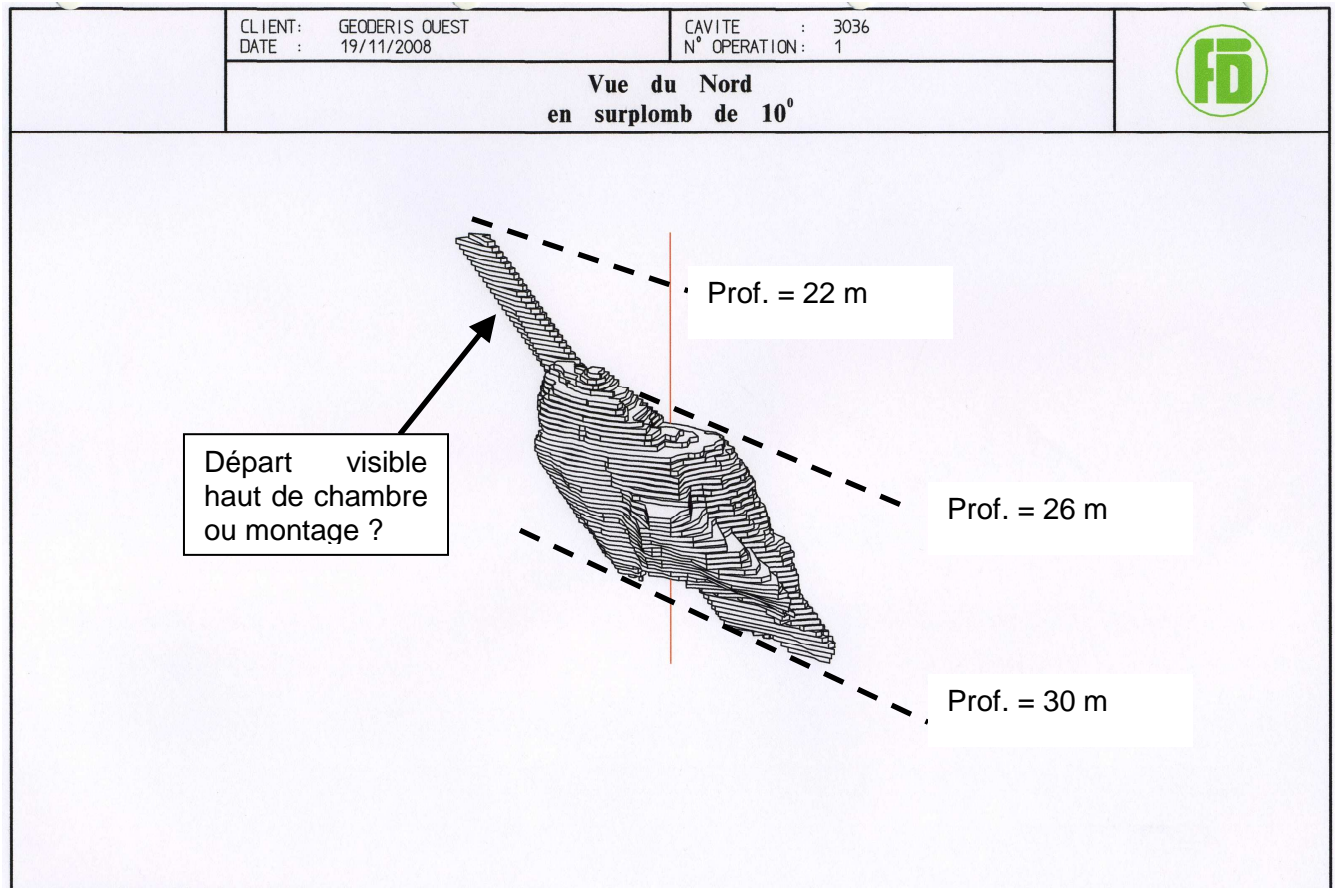 CLIENT: GEODERIS OUEST
DATE : 19/11/2008
CAVITE : 3036
N° OPERATION: 1
Vue du Nord
en surplomb de 10°
FD
Prof. = 22 m
Départ visible
haut de chambre
ou montage ?
Prof. = 26 m
Prof. = 30 m